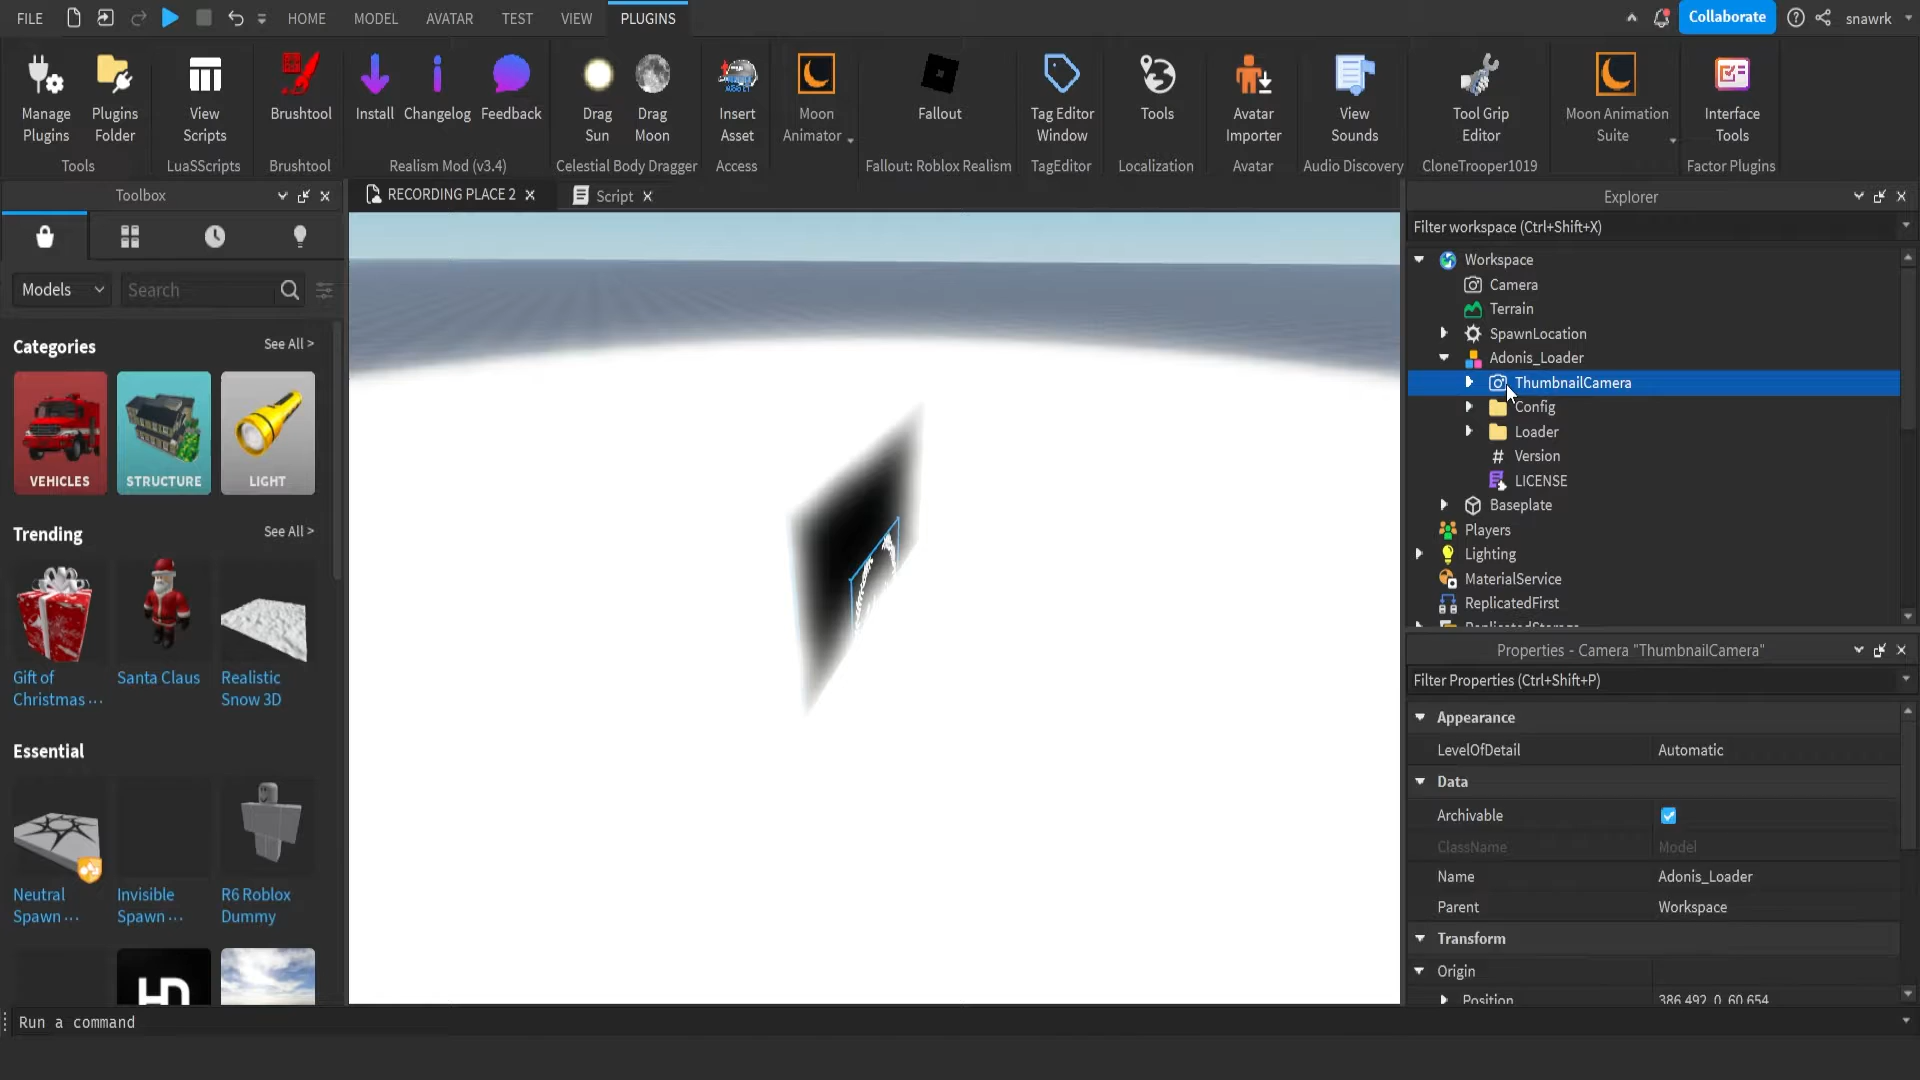 FILE HOME MODEL AVATAR TEST VIEW PLUGINS Collaborate snawrk
Manage Plugins
Plugins Folder
View Scripts
Brushtool
Install
Changelog
Feedback
Drag Sun
Drag Moon
Insert Asset
Moon Animator
Fallout
Tag Editor Window
Tools
Avatar Importer
View Sounds
Tool Grip Editor
Moon Animation Suite
Interface Tools
Tools LuaSScripts Brushtool Realism Mod (v3.4) Celestial Body Dragger Access Fallout: Roblox Realism TagEditor Localization Avatar Audio Discovery CloneTrooper1019 Factor Plugins
Toolbox
Models
Search
Categories See All >
VEHICLES STRUCTURE LIGHT
Trending See All >
Gift of Christmas ...
Santa Claus
Realistic Snow 3D
Essential
Neutral Spawn ...
Invisible Spawn ...
R6 Roblox Dummy
RECORDING PLACE 2
Script
Explorer
Filter workspace (Ctrl+Shift+X)
Workspace
Camera
Terrain
SpawnLocation
Adonis_Loader
ThumbnailCamera
Config
Loader
Version
LICENSE
Baseplate
Players
Lighting
MaterialService
ReplicatedFirst
Properties - Camera "ThumbnailCamera"
Filter Properties (Ctrl+Shift+P)
Appearance
LevelOfDetail Automatic
Data
Archivable
ClassName Model
Name Adonis_Loader
Parent Workspace
Transform
Origin
Position 386.492, 0, 60.654
Run a command